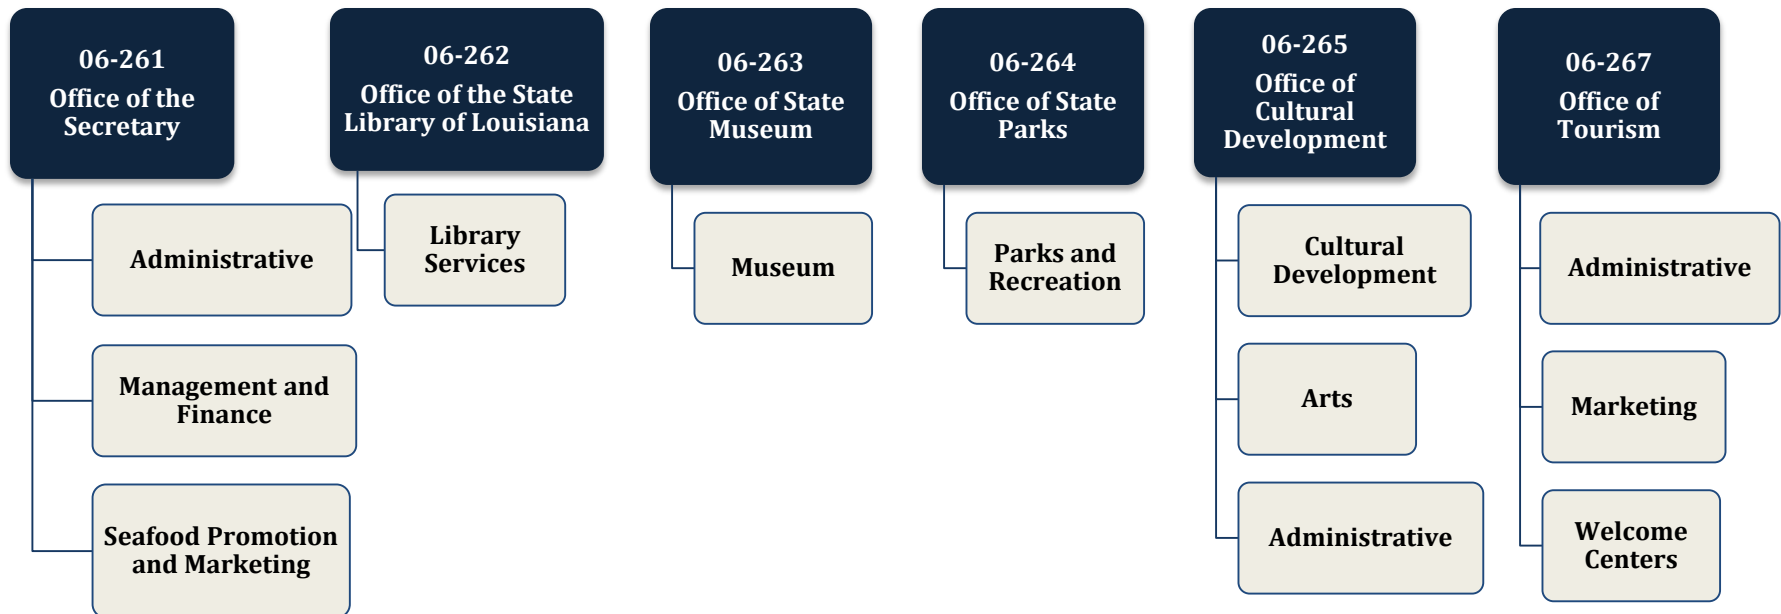 06-261
Office of the
Secretary
Administrative
Management and
Finance
Seafood Promotion
and Marketing
06-262
Office of the State
Library of Louisiana
Library
Services
06-263
Office of State
Museum
Museum
06-264
Office of State
Parks
Parks and
Recreation
06-265
Office of
Cultural
Development
Cultural
Development
Arts
Administrative
06-267
Office of
Tourism
Administrative
Marketing
Welcome
Centers